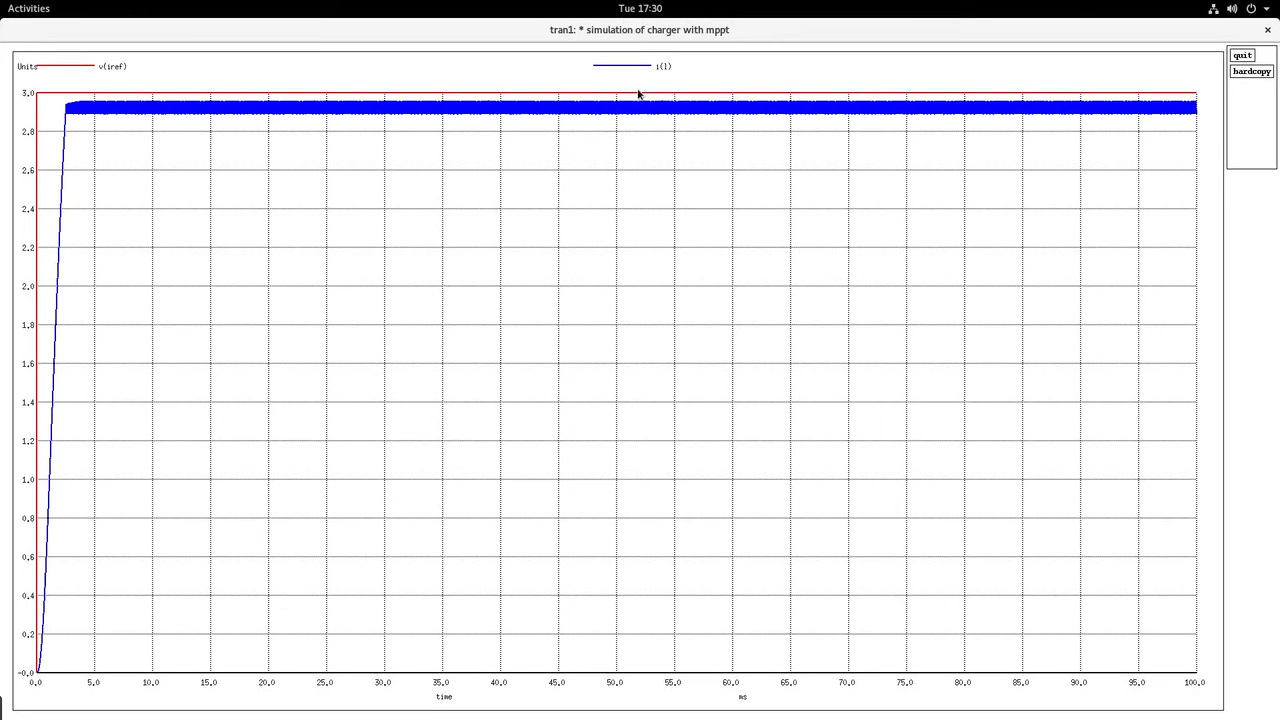 Activities
Tue 17:30
tran1: * simulation of charger with mppt
×
quit
hardcopy
Units
v(iref)
i(l)
3.0
2.8
2.6
2.4
2.2
2.0
1.8
1.6
1.4
1.2
1.0
0.8
0.6
0.4
0.2
-0.0
0.0 5.0 10.0 15.0 20.0 25.0 30.0 35.0 40.0 45.0 50.0 55.0 60.0 65.0 70.0 75.0 80.0 85.0 90.0 95.0 100.0
time ms